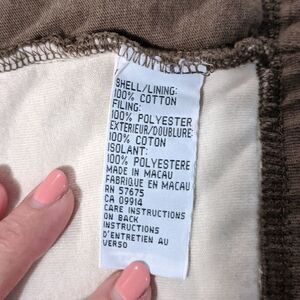 SHELL/LINING:
100% COTTON
FILING:
100% POLYESTER
EXTERIEUR/DOUBLURE:
100% COTON
ISOLANT:
100% POLYESTERE
MADE IN MACAU
FABRIQUE EN MACAU
RN 57675
CA 09914
CARE INSTRUCTIONS
ON BACK
INSTRUCTIONS
D'ENTRETIEN AU
VERSO